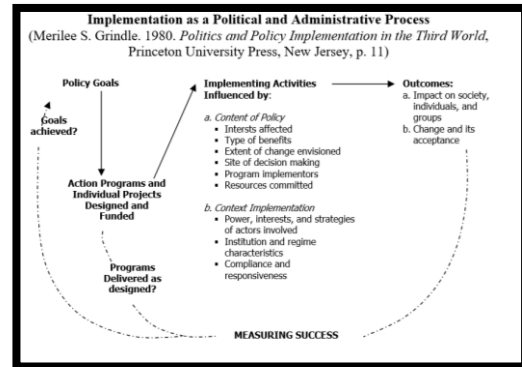 Implementation as a Political and Administrative Process
(Merilee S. Grindle. 1980. Politics and Policy Implementation in the Third World,
Princeton University Press, New Jersey, p. 11)
Policy Goals
Goals
achieved?
Action Programs and
Individual Projects
Designed and
Funded
Programs
Delivered as
designed?
Implementing Activities
Influenced by:
a. Content of Policy
▪ Intersts affected
▪ Type of benefits
▪ Extent of change envisioned
▪ Site of decision making
▪ Program implementors
▪ Resources committed
b. Context Implementation
▪ Power, interests, and strategies
of actors involved
▪ Institution and regime
characteristics
▪ Compliance and
responsiveness
Outcomes:
a. Impact on society,
individuals, and
groups
b. Change and its
acceptance
MEASURING SUCCESS